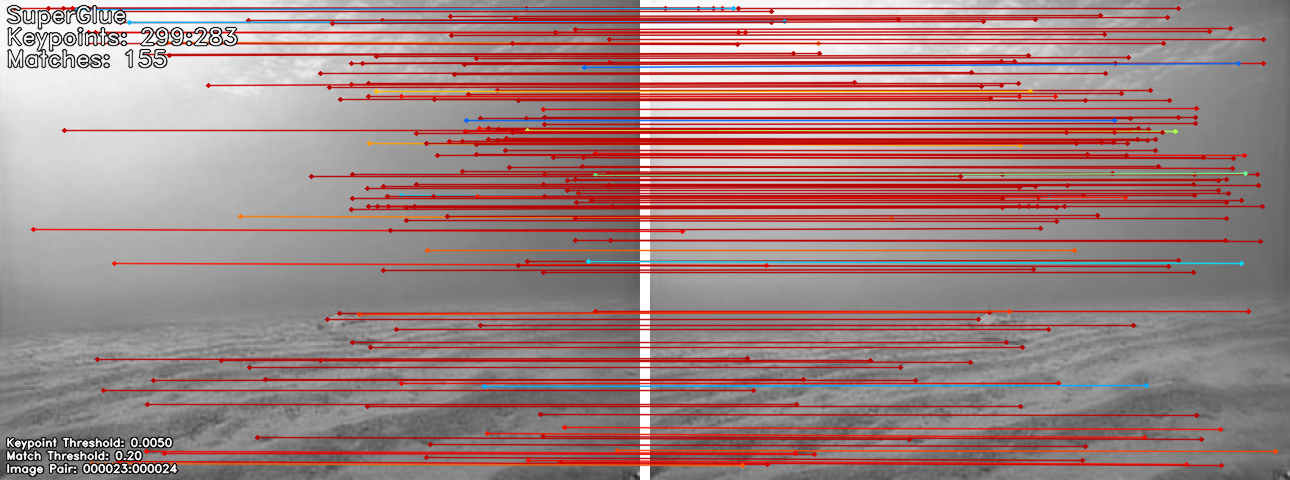 SuperGlue
Keypoints: 299:283
Matches: 155
Keypoint Threshold: 0.0050
Match Threshold: 0.20
Image Pair: 000023:000024